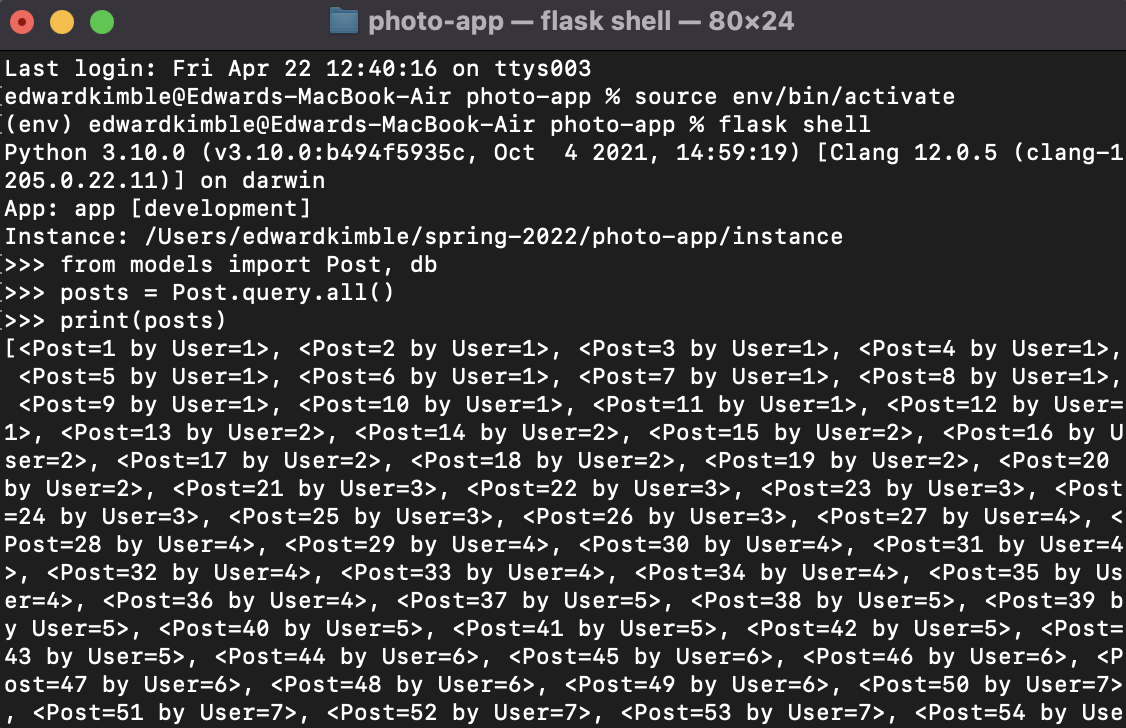 photo-app — flask shell — 80×24
Last login: Fri Apr 22 12:40:16 on ttys003
[edwardkimble@Edwards-MacBook-Air photo-app % source env/bin/activate
[(env) edwardkimble@Edwards-MacBook-Air photo-app % flask shell
Python 3.10.0 (v3.10.0:b494f5935c, Oct  4 2021, 14:59:19) [Clang 12.0.5 (clang-1
205.0.22.11)] on darwin
App: app [development]
Instance: /Users/edwardkimble/spring-2022/photo-app/instance
[>>> from models import Post, db
[>>> posts = Post.query.all()
[>>> print(posts)
[<Post=1 by User=1>, <Post=2 by User=1>, <Post=3 by User=1>, <Post=4 by User=1>,
 <Post=5 by User=1>, <Post=6 by User=1>, <Post=7 by User=1>, <Post=8 by User=1>,
 <Post=9 by User=1>, <Post=10 by User=1>, <Post=11 by User=1>, <Post=12 by User=
1>, <Post=13 by User=2>, <Post=14 by User=2>, <Post=15 by User=2>, <Post=16 by U
ser=2>, <Post=17 by User=2>, <Post=18 by User=2>, <Post=19 by User=2>, <Post=20
by User=2>, <Post=21 by User=3>, <Post=22 by User=3>, <Post=23 by User=3>, <Post
=24 by User=3>, <Post=25 by User=3>, <Post=26 by User=3>, <Post=27 by User=4>, <
Post=28 by User=4>, <Post=29 by User=4>, <Post=30 by User=4>, <Post=31 by User=4
>, <Post=32 by User=4>, <Post=33 by User=4>, <Post=34 by User=4>, <Post=35 by Us
er=4>, <Post=36 by User=4>, <Post=37 by User=5>, <Post=38 by User=5>, <Post=39 b
y User=5>, <Post=40 by User=5>, <Post=41 by User=5>, <Post=42 by User=5>, <Post=
43 by User=5>, <Post=44 by User=6>, <Post=45 by User=6>, <Post=46 by User=6>, <P
ost=47 by User=6>, <Post=48 by User=6>, <Post=49 by User=6>, <Post=50 by User=7>
, <Post=51 by User=7>, <Post=52 by User=7>, <Post=53 by User=7>, <Post=54 by Use